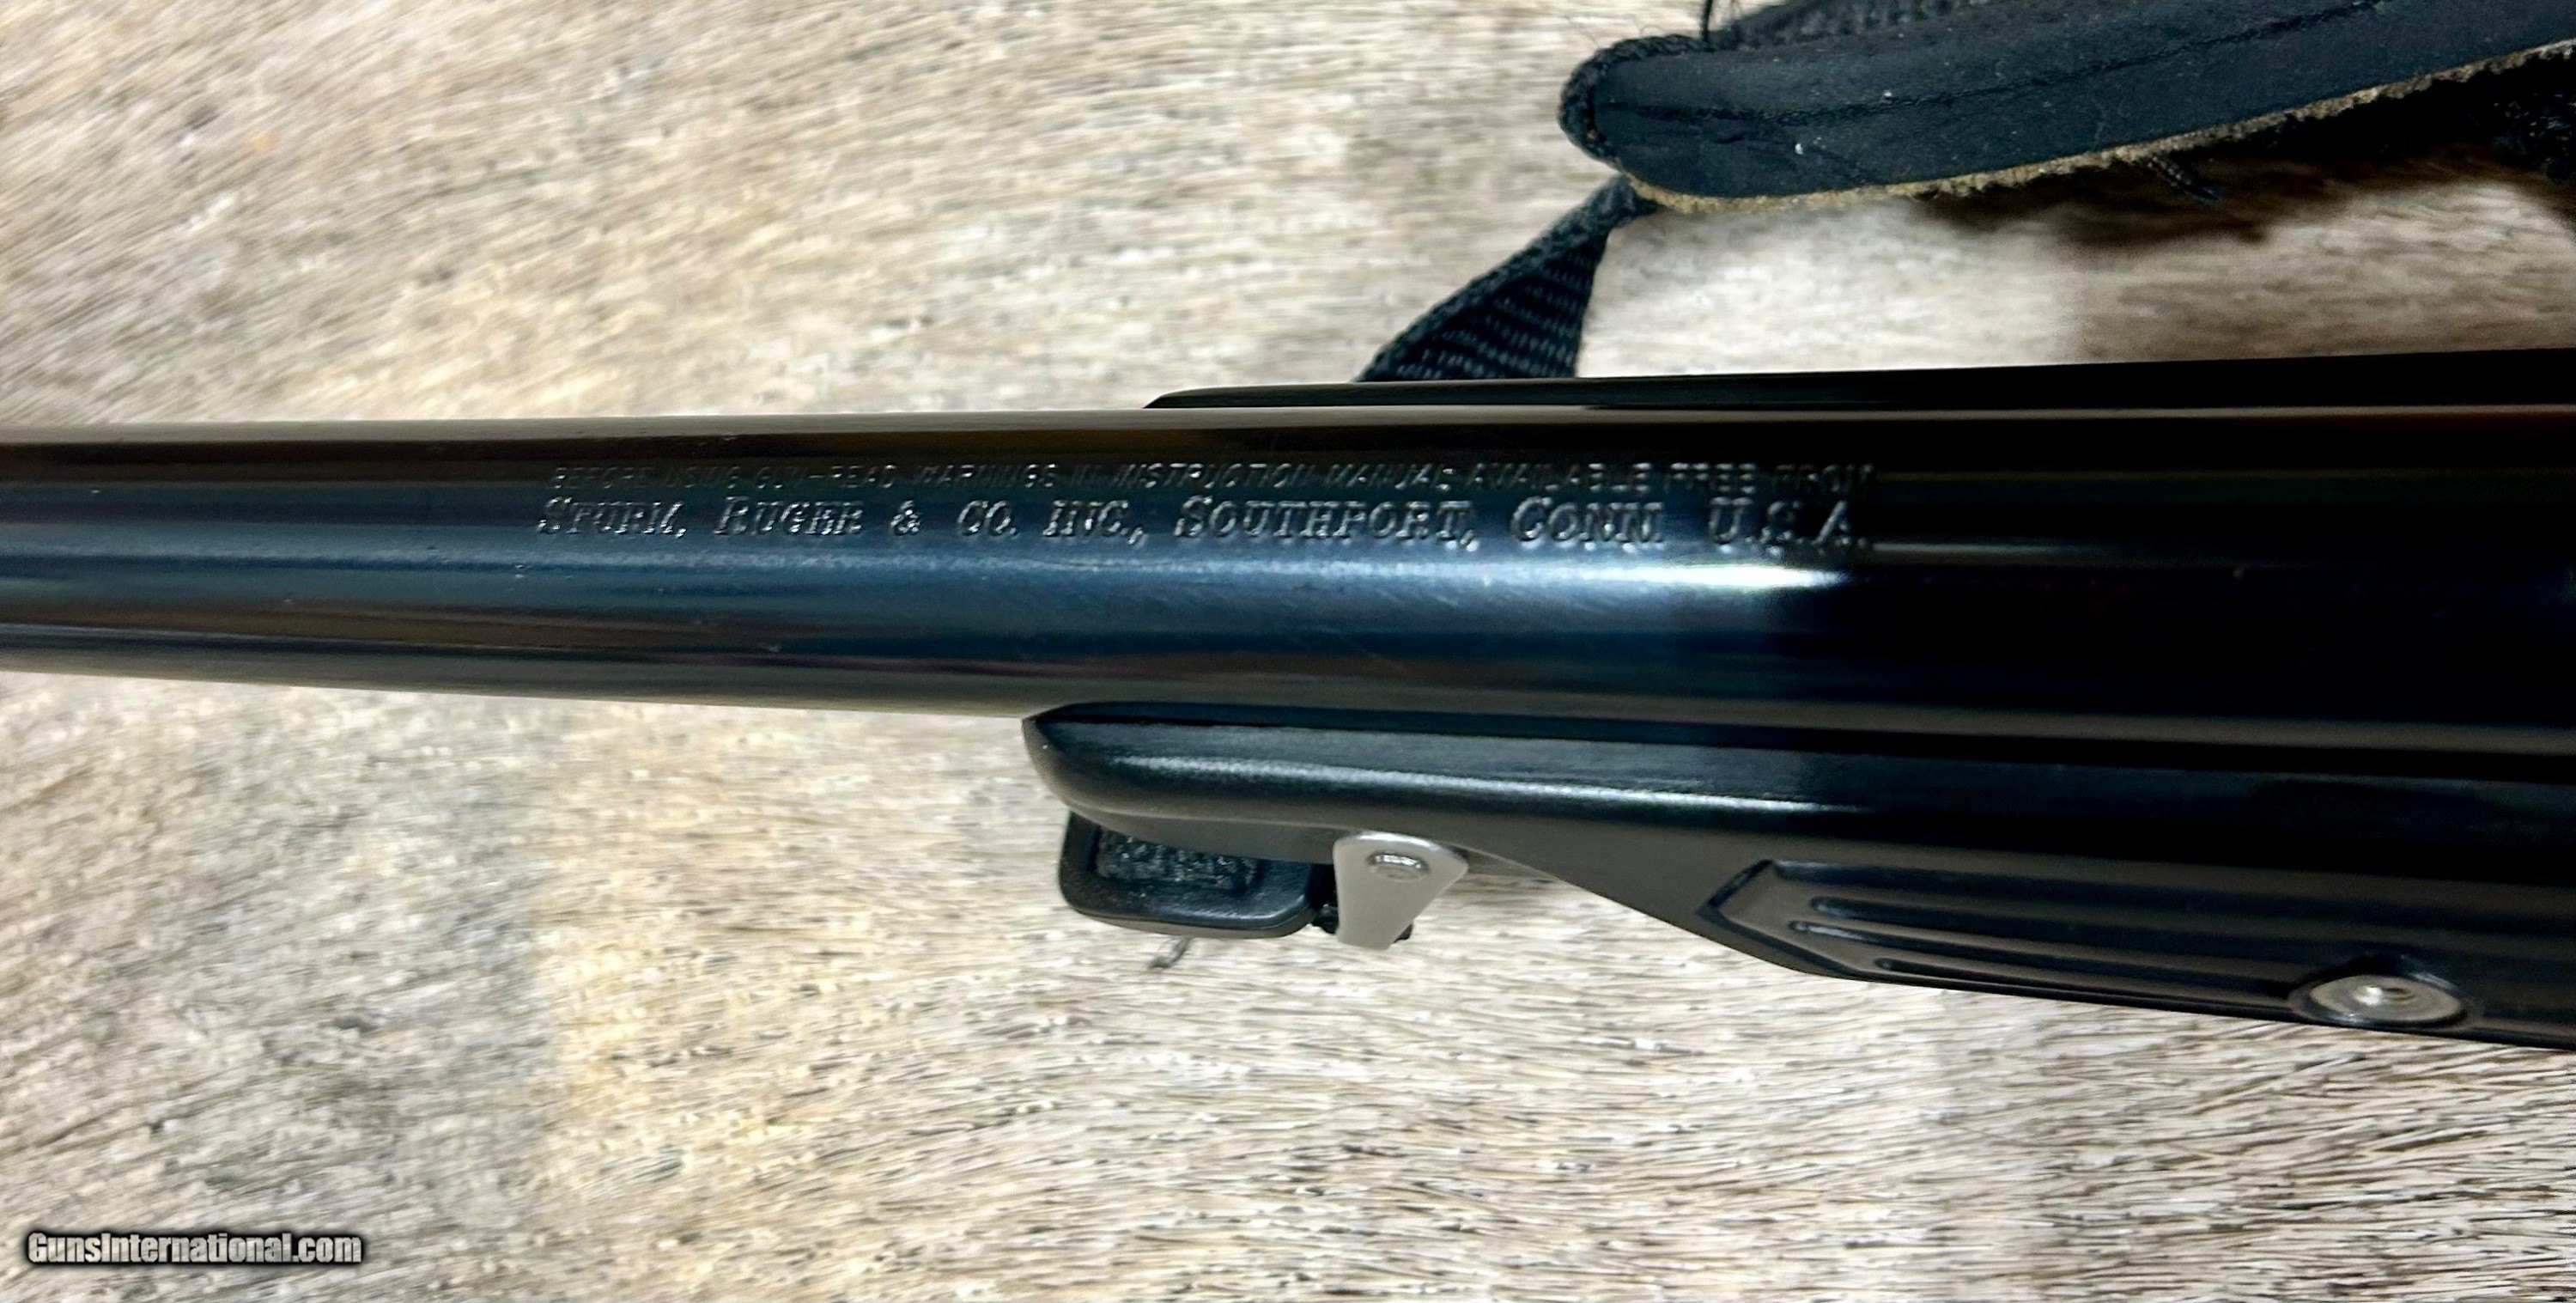 BEFORE USING GUN-READ WARNINGS IN INSTRUCTION MANUAL AVAILABLE FREE FROM
STURM, RUGER & CO. INC., SOUTHPORT, CONN. U.S.A.
GunsInternational.com